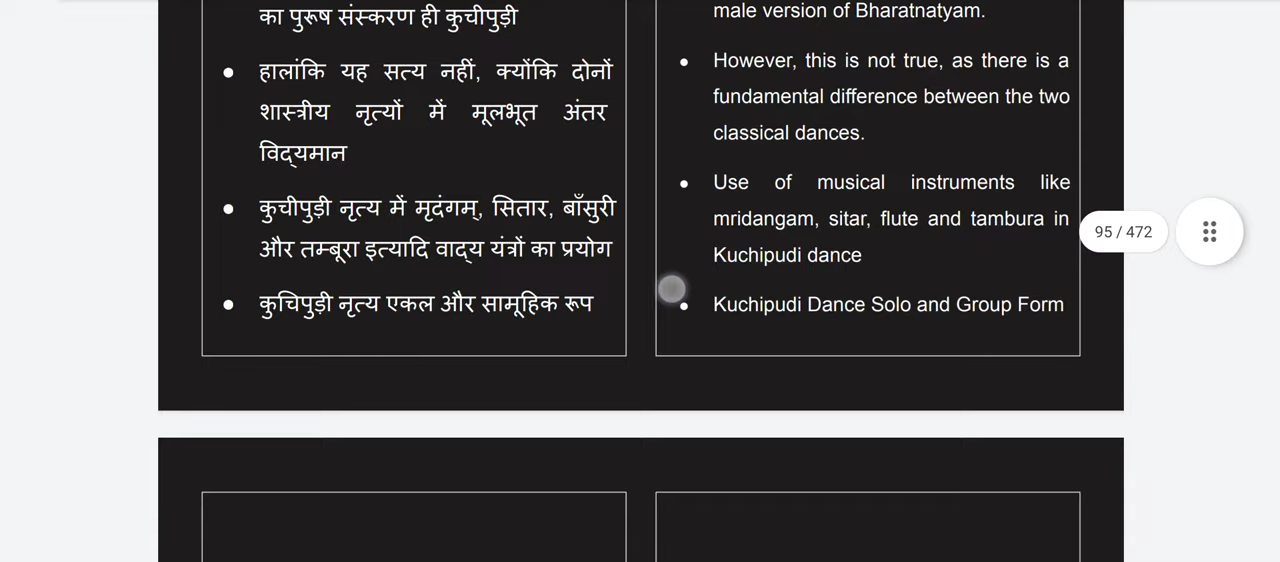 का पुरूष संस्करण ही कुचीपुड़ी
● हालांकि यह सत्य नहीं, क्योंकि दोनों
शास्त्रीय नृत्यों में मूलभूत अंतर
विद्यमान
● कुचीपुड़ी नृत्य में मृदंगम्, सितार, बाँसुरी
और तम्बूरा इत्यादि वाद्य यंत्रों का प्रयोग
● कुचिपुड़ी नृत्य एकल और सामूहिक रूप
male version of Bharatnatyam.
● However, this is not true, as there is a
fundamental difference between the two
classical dances.
● Use of musical instruments like
mridangam, sitar, flute and tambura in
Kuchipudi dance
● Kuchipudi Dance Solo and Group Form
95 / 472